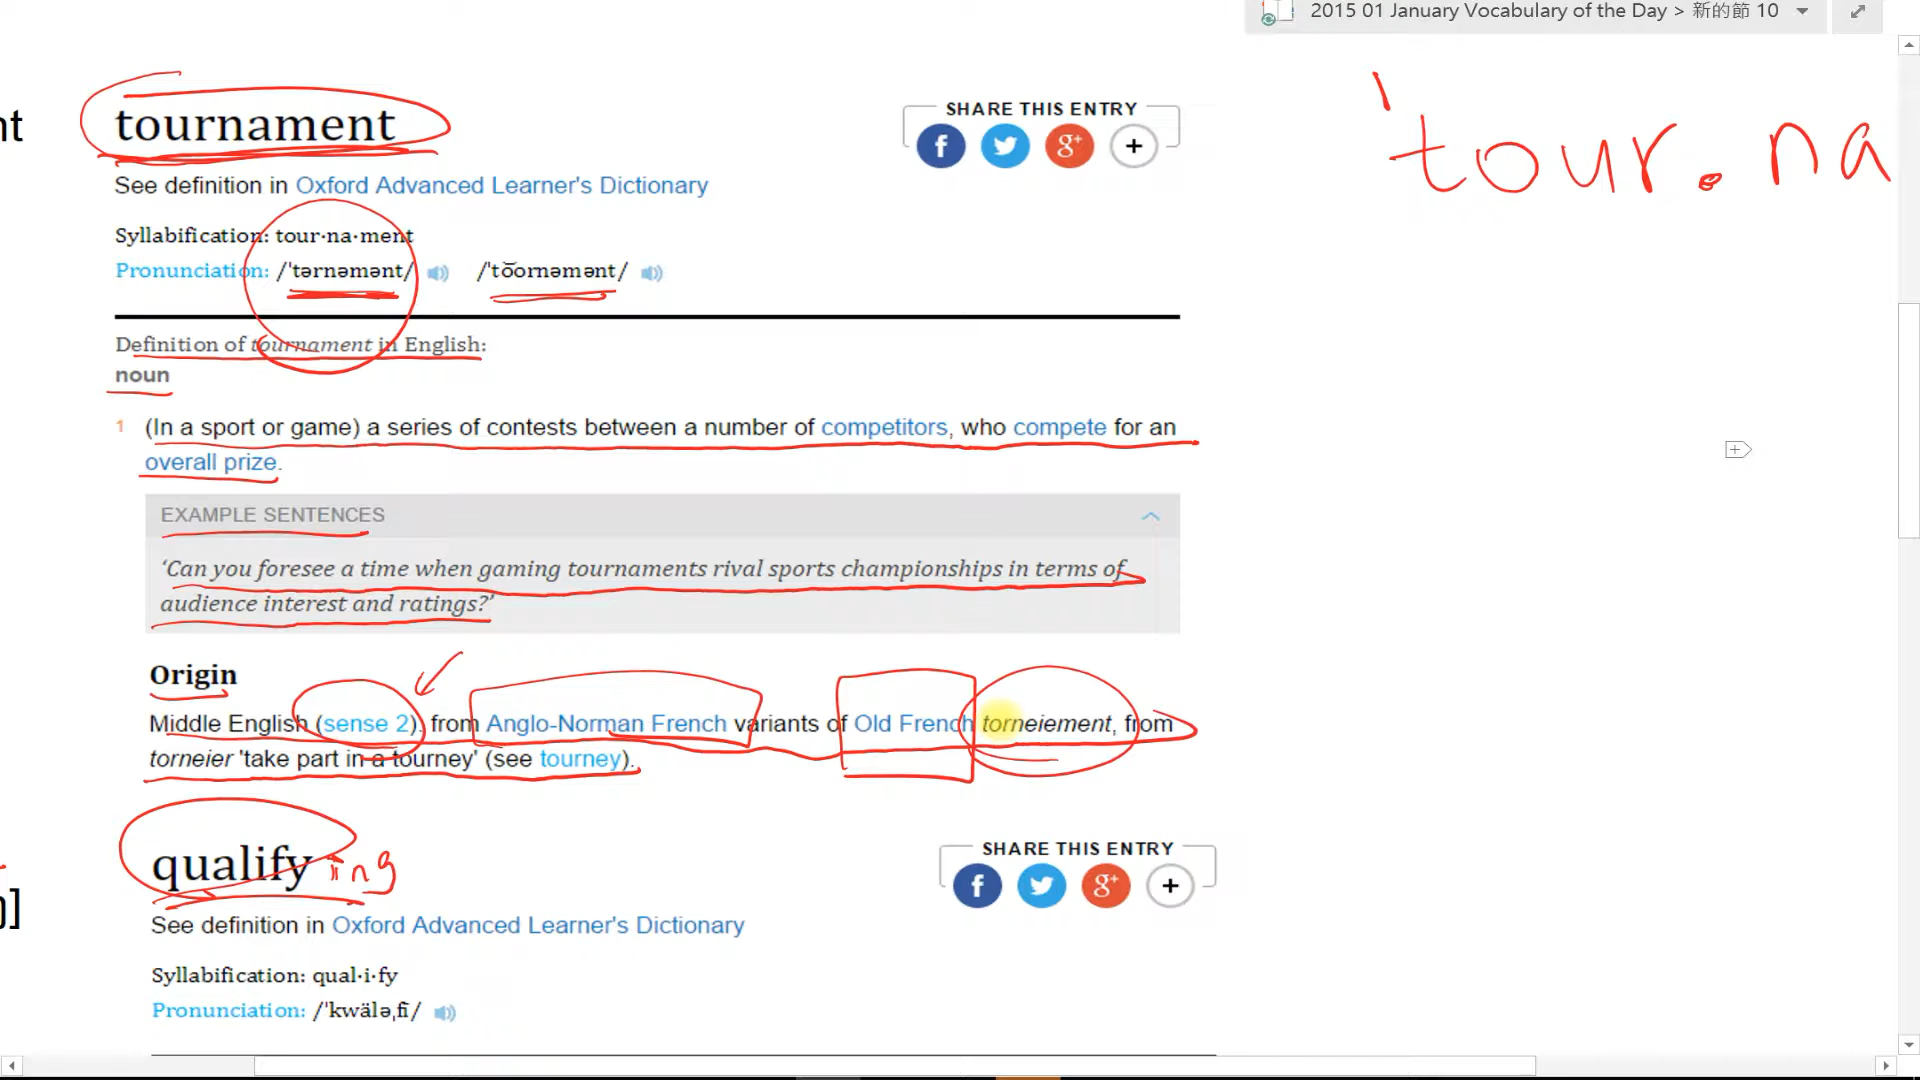 2015 01 January Vocabulary of the Day > 新的節 10
nt
tournament
SHARE THIS ENTRY
f g+ +
'tour.na
See definition in Oxford Advanced Learner's Dictionary
Syllabification: tour·na·ment
Pronunciation: /ˈtərnəmənt/ /ˈto͝ornəmənt/
Definition of tournament in English:
noun
1 (In a sport or game) a series of contests between a number of competitors, who compete for an
overall prize.
EXAMPLE SENTENCES
‘Can you foresee a time when gaming tournaments rival sports championships in terms of
audience interest and ratings?’
Origin
Middle English (sense 2): from Anglo-Norman French variants of Old French torneiement, from
torneier 'take part in a tourney' (see tourney).
qualify ing
SHARE THIS ENTRY
f g+ +
]
See definition in Oxford Advanced Learner's Dictionary
Syllabification: qual·i·fy
Pronunciation: /ˈkwäləˌfī/